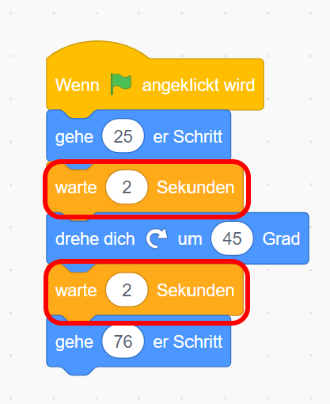 Wenn angeklickt wird
gehe 25 er Schritt
warte 2 Sekunden
drehe dich um 45 Grad
warte 2 Sekunden
gehe 76 er Schritt